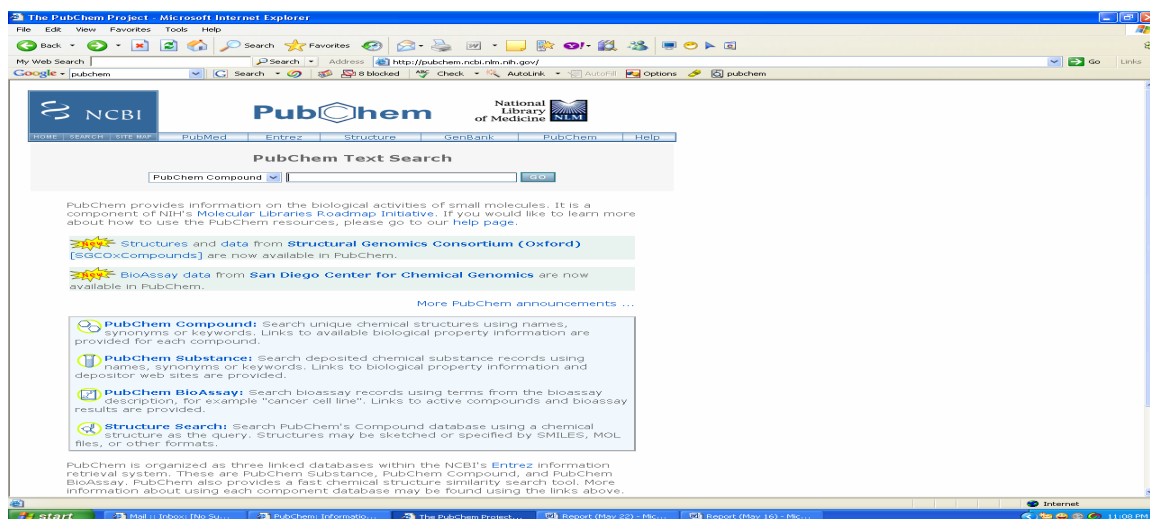 The PubChem Project - Microsoft Internet Explorer
File Edit View Favorites Tools Help
Back Search Favorites
My Web Search Search Address http://pubchem.ncbi.nlm.nih.gov/ Go Links
Google pubchem Search 8 blocked Check AutoLink AutoFill Options pubchem
NCBI PubChem National Library of Medicine NLM
HOME SEARCH SITE MAP PubMed Entrez Structure GenBank PubChem Help
PubChem Text Search
PubChem Compound GO
PubChem provides information on the biological activities of small molecules. It is a
component of NIH's Molecular Libraries Roadmap Initiative. If you would like to learn more
about how to use the PubChem resources, please go to our help page.
New Structures and data from Structural Genomics Consortium (Oxford)
[SGCOxCompounds] are now available in PubChem.
New BioAssay data from San Diego Center for Chemical Genomics are now
available in PubChem.
More PubChem announcements ...
PubChem Compound: Search unique chemical structures using names,
synonyms or keywords. Links to available biological property information are
provided for each compound.
PubChem Substance: Search deposited chemical substance records using
names, synonyms or keywords. Links to biological property information and
depositor web sites are provided.
PubChem BioAssay: Search bioassay records using terms from the bioassay
description, for example "cancer cell line". Links to active compounds and bioassay
results are provided.
Structure Search: Search PubChem's Compound database using a chemical
structure as the query. Structures may be sketched or specified by SMILES, MOL
files, or other formats.
PubChem is organized as three linked databases within the NCBI's Entrez information
retrieval system. These are PubChem Substance, PubChem Compound, and PubChem
BioAssay. PubChem also provides a fast chemical structure similarity search tool. More
information about using each component database may be found using the links above.
Internet
start Mail :: Inbox: (No Su... PubChem: Informatio... The PubChem Project... Report (May 22) - Mic... Report (May 16) - Mic... 11:08 PM